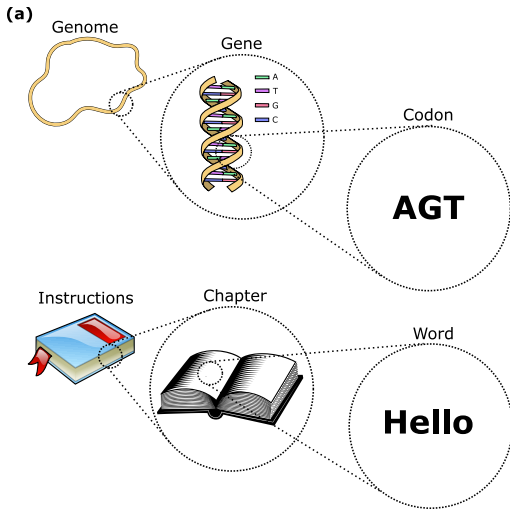 (a)
Genome
Gene
A
T
G
C
Codon
AGT
Instructions
Chapter
Word
Hello